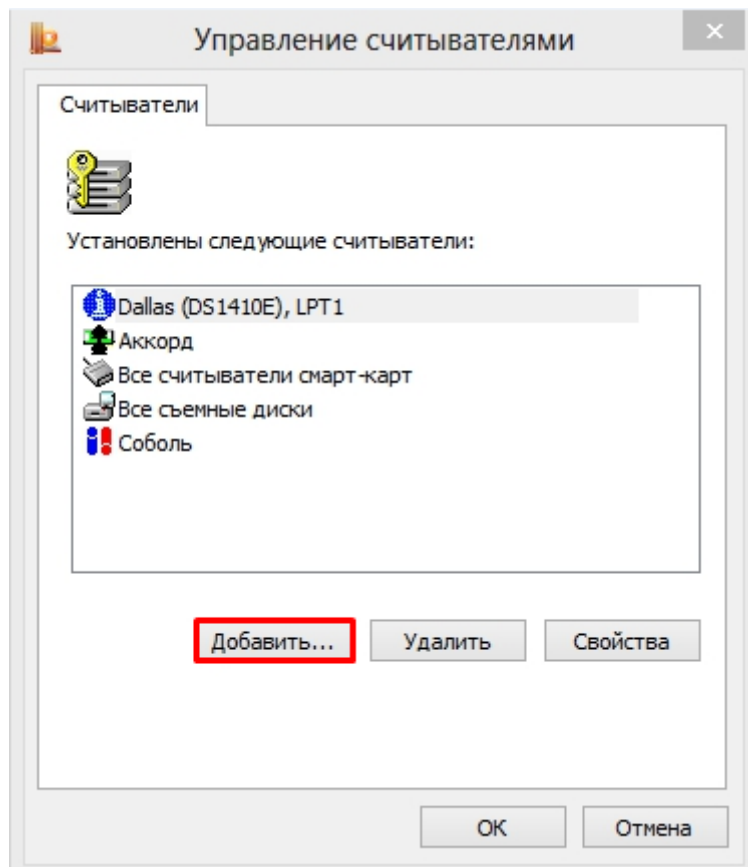 Управление считывателями
Считыватели
Установлены следующие считыватели:
Dallas (DS1410E), LPT1
Аккорд
Все считыватели смарт-карт
Все съемные диски
Соболь
Добавить... Удалить Свойства
ОК Отмена